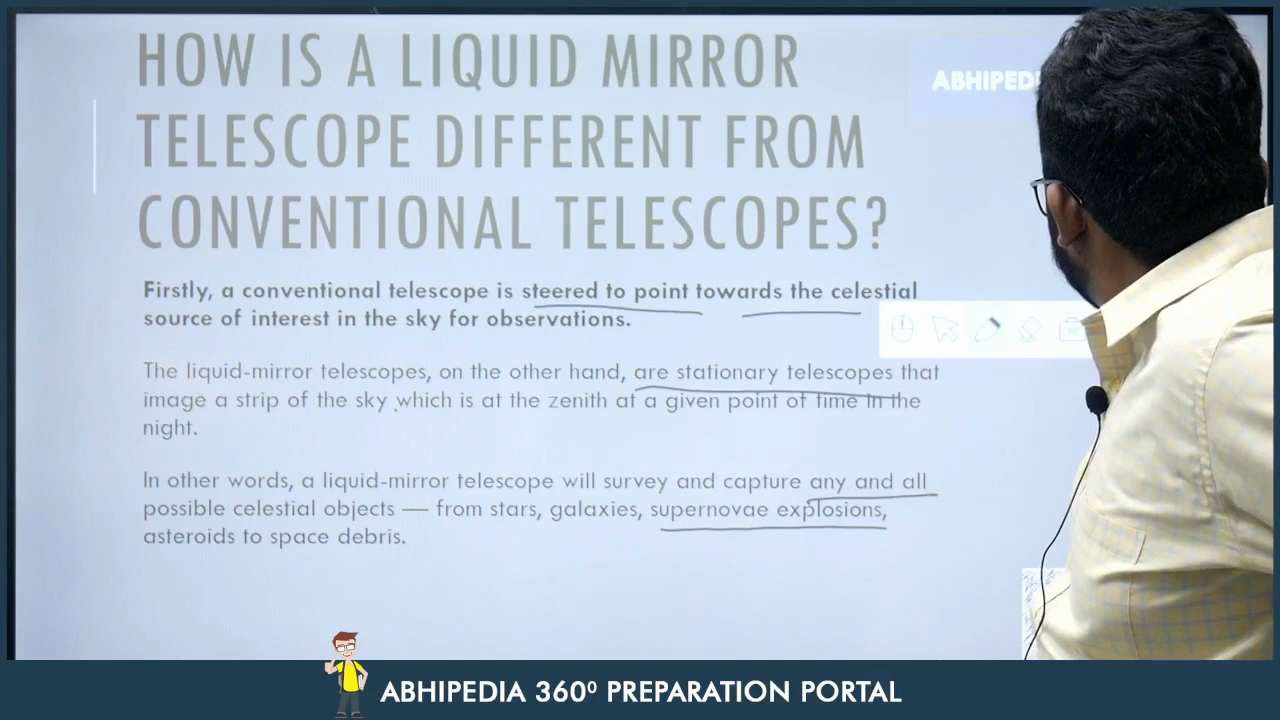 HOW IS A LIQUID MIRROR
TELESCOPE DIFFERENT FROM
CONVENTIONAL TELESCOPES?
ABHIPED
Firstly, a conventional telescope is steered to point towards the celestial
source of interest in the sky for observations.
The liquid-mirror telescopes, on the other hand, are stationary telescopes that
image a strip of the sky which is at the zenith at a given point of time in the
night.
In other words, a liquid-mirror telescope will survey and capture any and all
possible celestial objects — from stars, galaxies, supernovae explosions,
asteroids to space debris.
ABHIPEDIA 360⁰ PREPARATION PORTAL